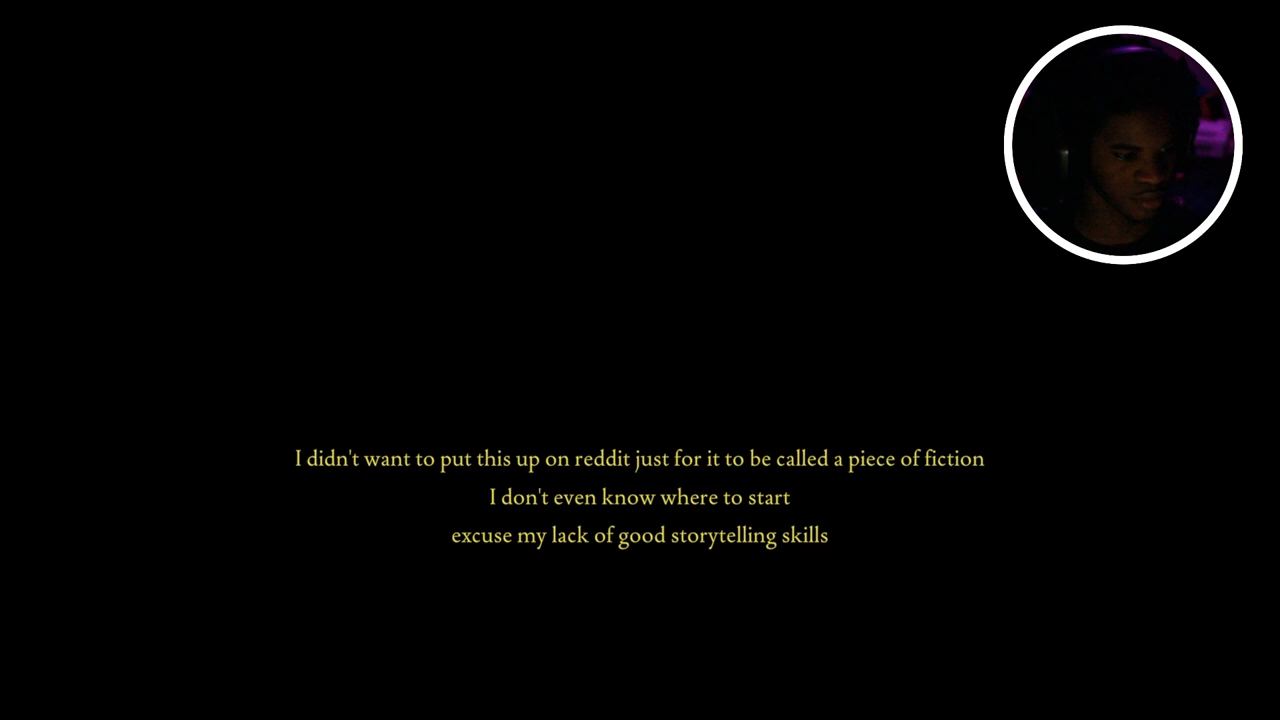 I didn't want to put this up on reddit just for it to be called a piece of fiction
I don't even know where to start
excuse my lack of good storytelling skills